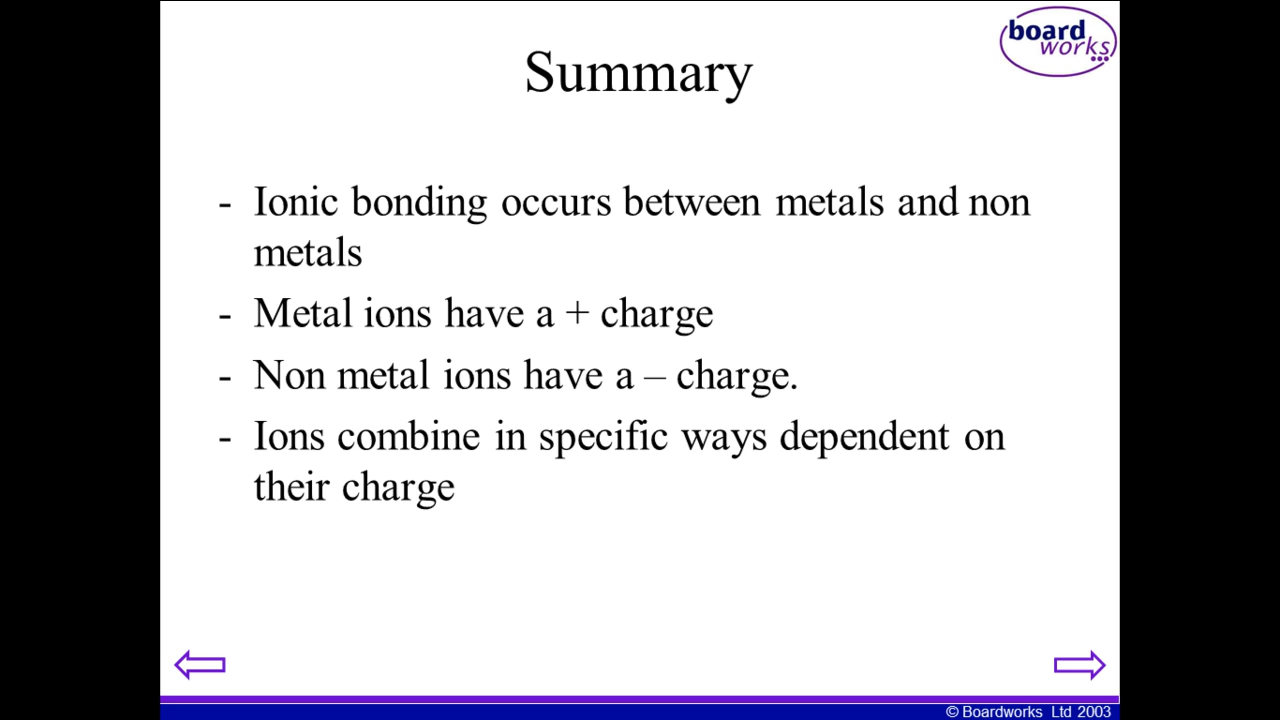 board
works
Summary
- Ionic bonding occurs between metals and non
metals
- Metal ions have a + charge
- Non metal ions have a – charge.
- Ions combine in specific ways dependent on
their charge
© Boardworks Ltd 2003